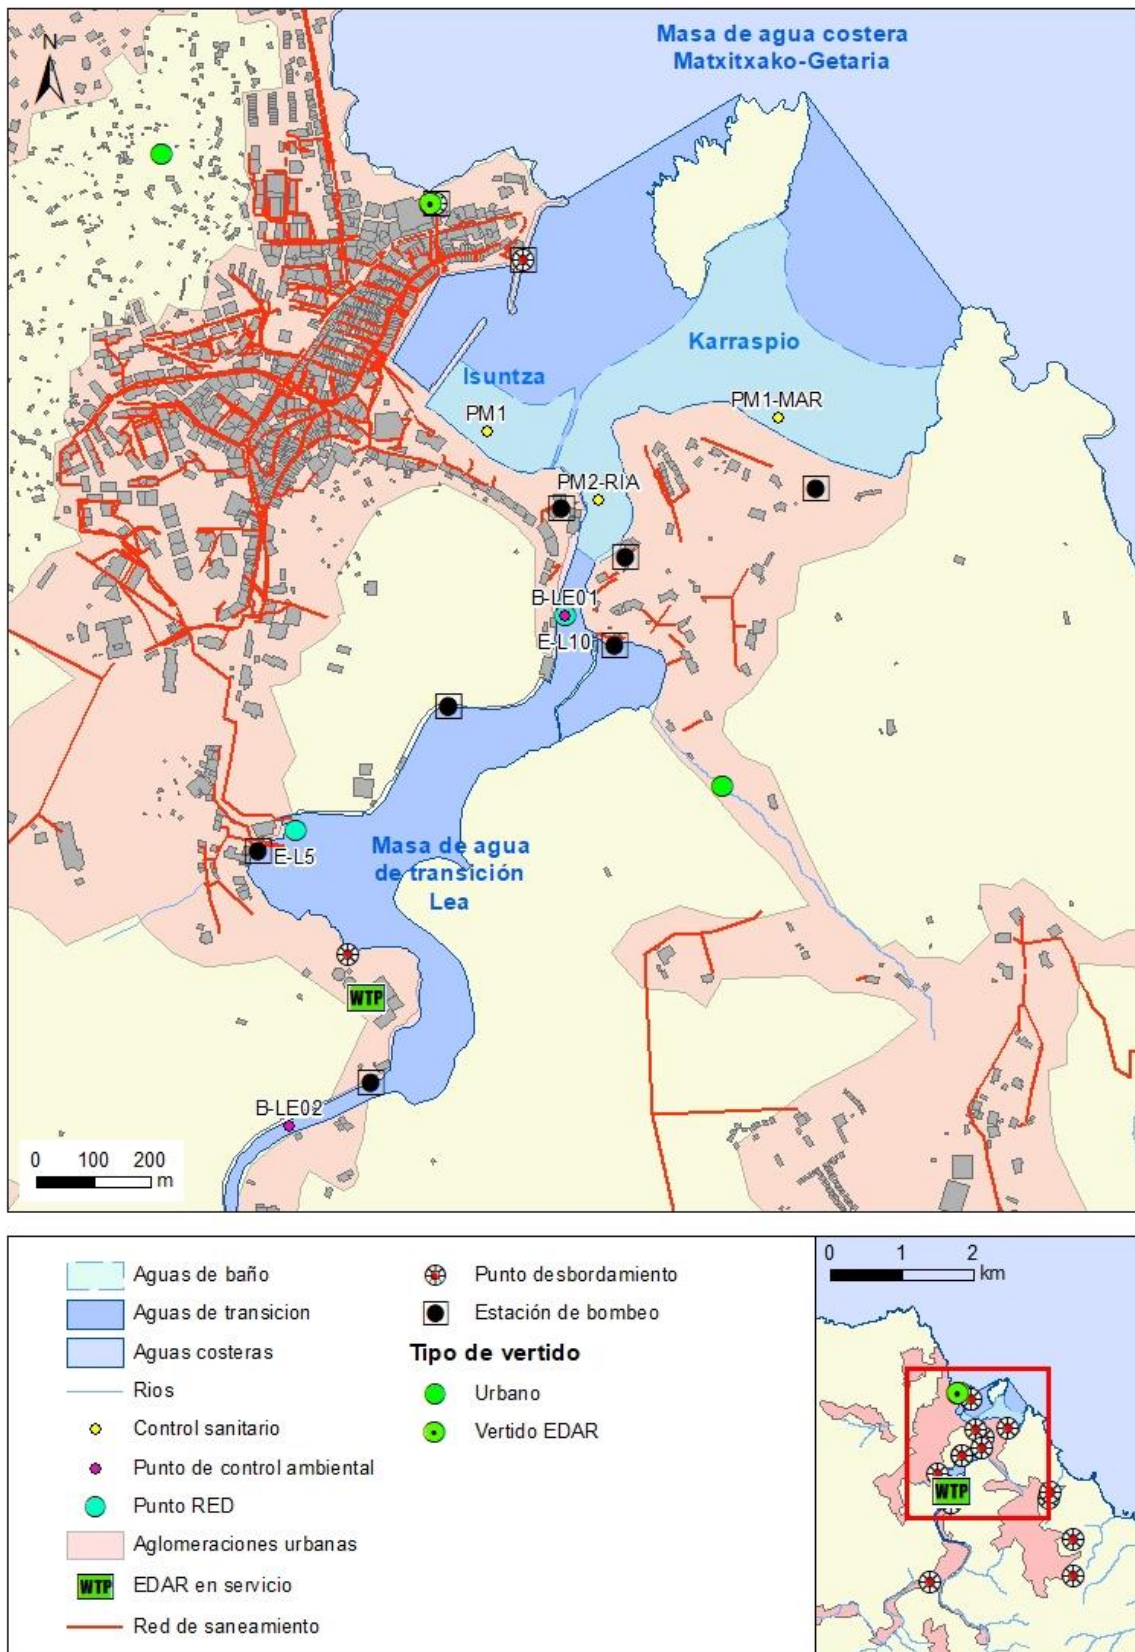 N
Masa de agua costera
Matxitxako-Getaria
Karraspio
Isuntza
PM1-MAR
PM1
PM2-RIA
B-LE01
E-L10
Masa de agua
de transición
Lea
E-L5
WTP
B-LE02
0 100 200
m
Aguas de baño
Aguas de transicion
Aguas costeras
Rios
Control sanitario
Punto de control ambiental
Punto RED
Aglomeraciones urbanas
WTP EDAR en servicio
Red de saneamiento
Punto desbordamiento
Estación de bombeo
Tipo de vertido
Urbano
Vertido EDAR
0 1 2
km
WTP